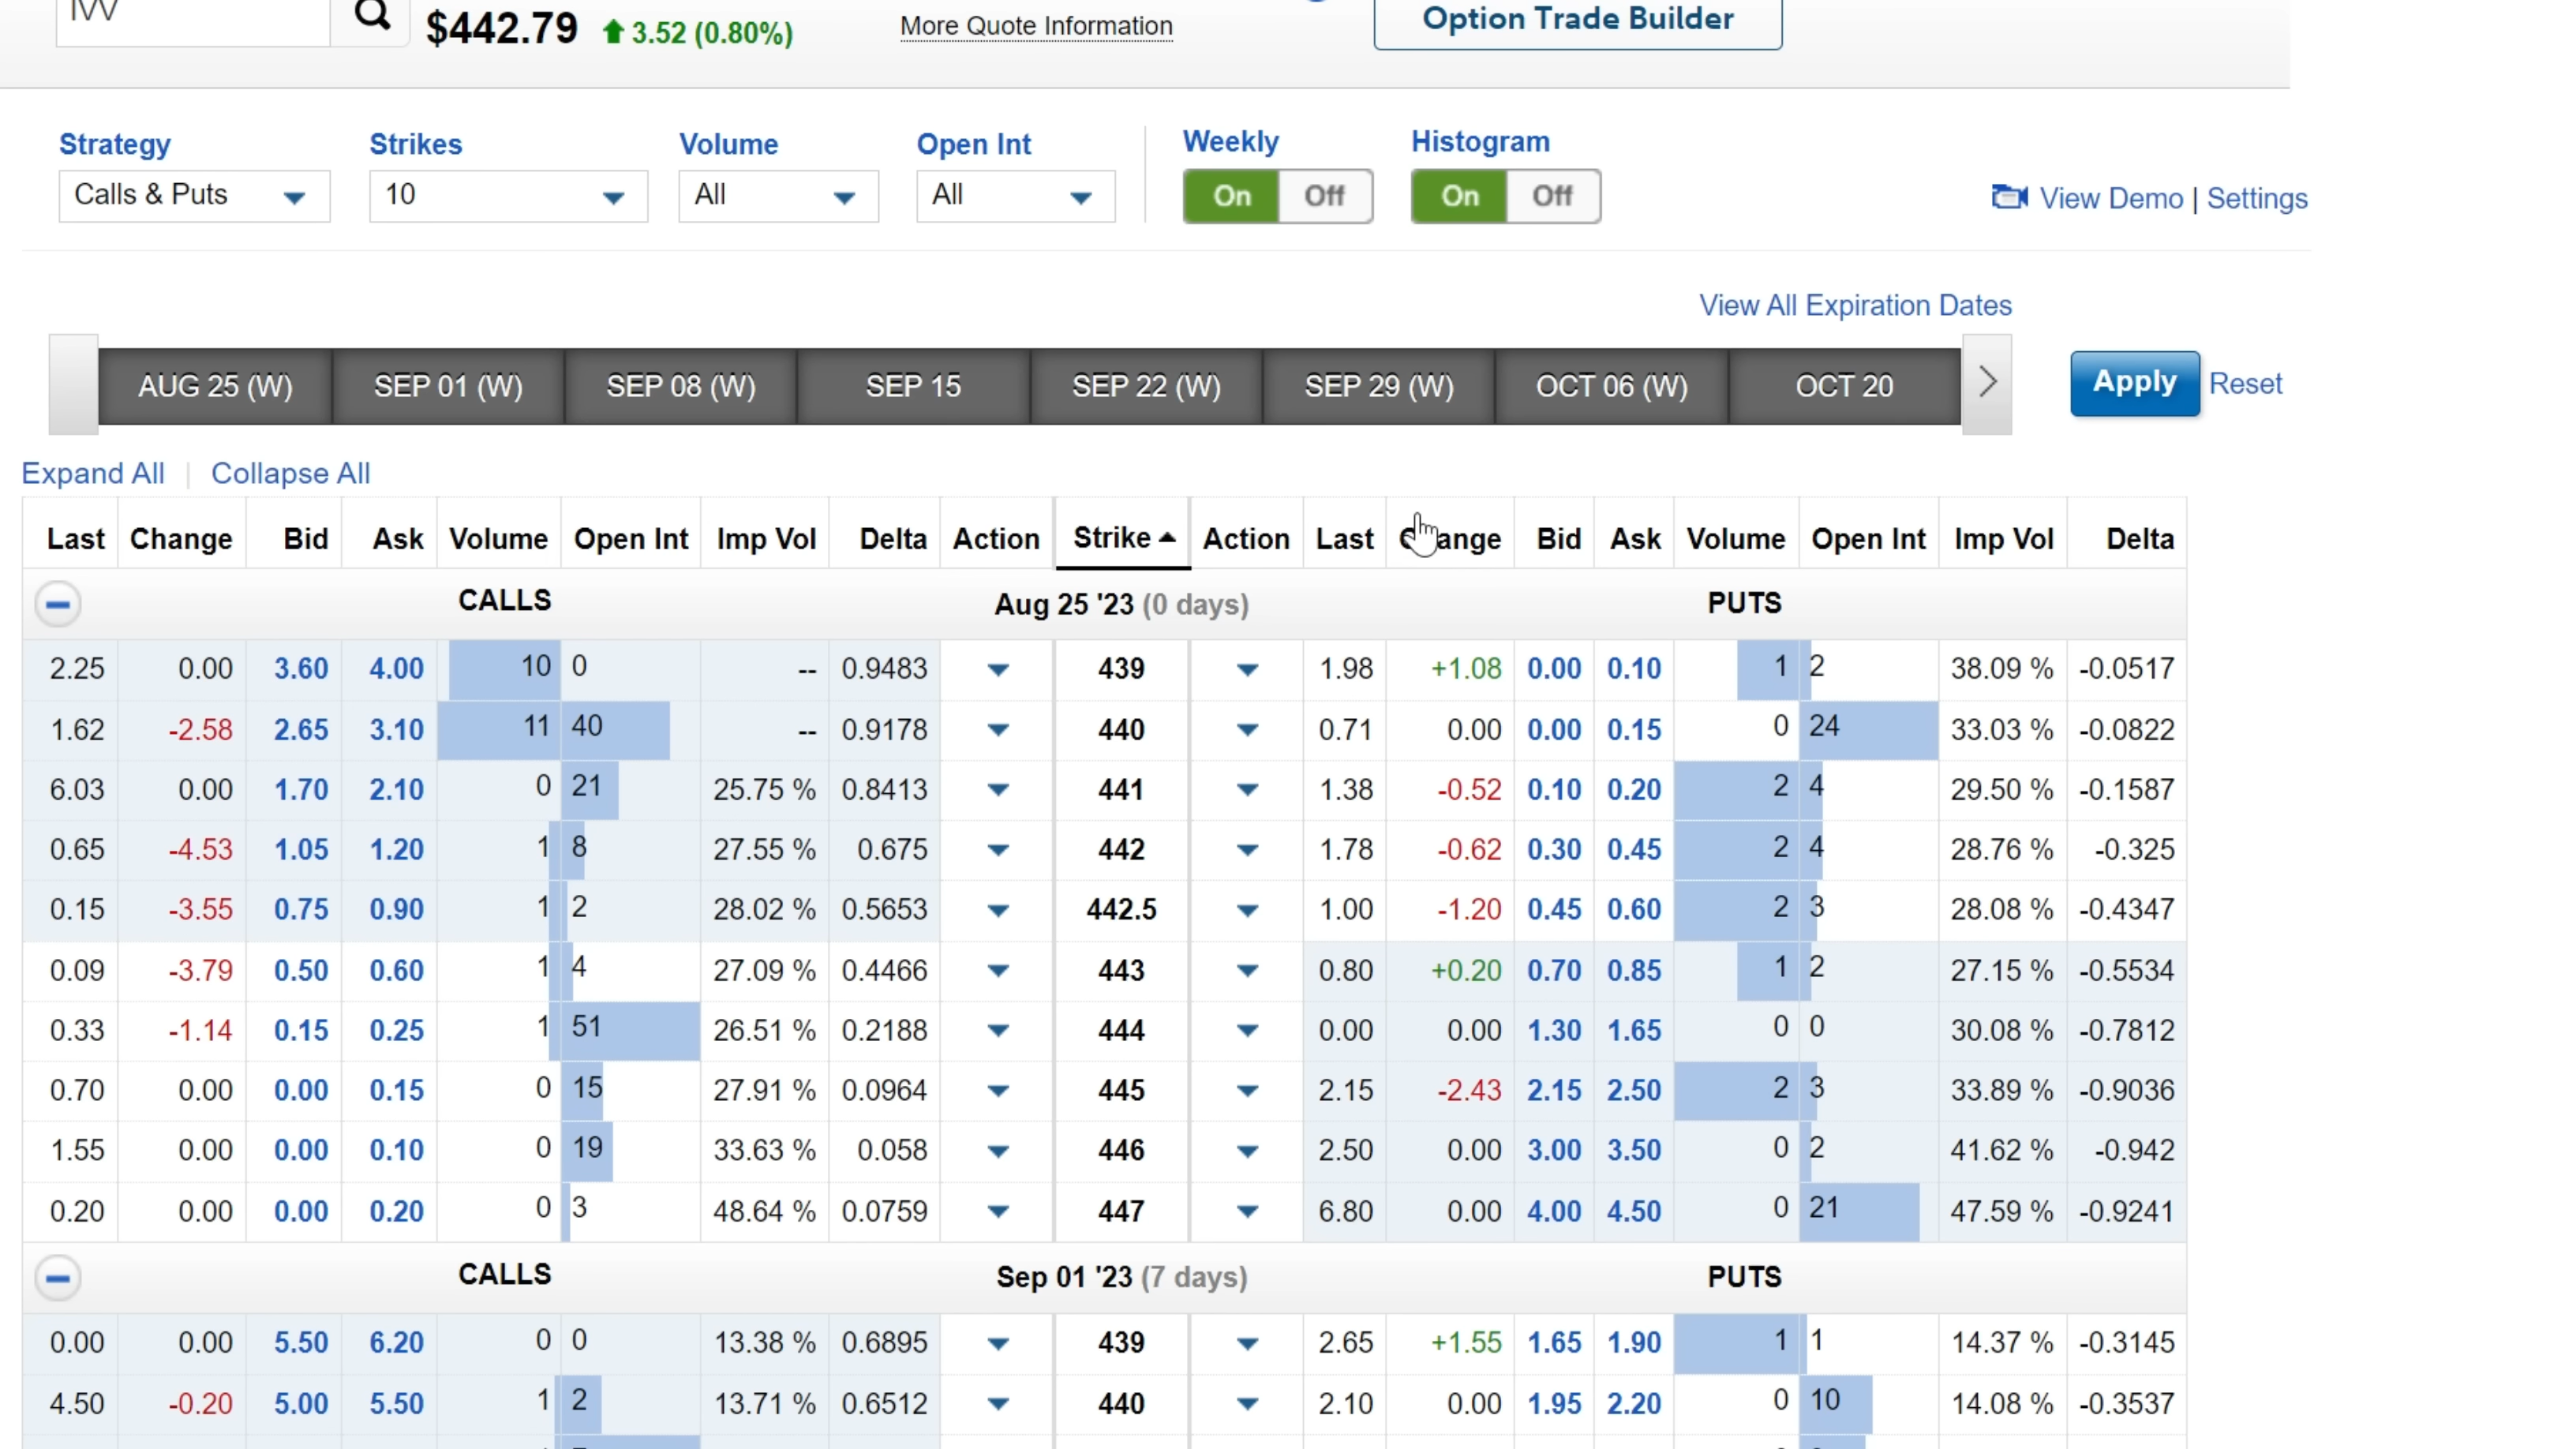 IVV $442.79 3.52 (0.80%) More Quote Information Option Trade Builder
Strategy Strikes Volume Open Int Weekly Histogram
Calls & Puts 10 All All On Off On Off View Demo | Settings
View All Expiration Dates
AUG 25 (W) SEP 01 (W) SEP 08 (W) SEP 15 SEP 22 (W) SEP 29 (W) OCT 06 (W) OCT 20 > Apply Reset
Expand All | Collapse All
Last Change Bid Ask Volume Open Int Imp Vol Delta Action Strike Action Last Change Bid Ask Volume Open Int Imp Vol Delta
CALLS Aug 25 '23 (0 days) PUTS
2.25 0.00 3.60 4.00 10 0 -- 0.9483 439 1.98 +1.08 0.00 0.10 1 2 38.09 % -0.0517
1.62 -2.58 2.65 3.10 11 40 -- 0.9178 440 0.71 0.00 0.00 0.15 0 24 33.03 % -0.0822
6.03 0.00 1.70 2.10 0 21 25.75 % 0.8413 441 1.38 -0.52 0.10 0.20 2 4 29.50 % -0.1587
0.65 -4.53 1.05 1.20 1 8 27.55 % 0.675 442 1.78 -0.62 0.30 0.45 2 4 28.76 % -0.325
0.15 -3.55 0.75 0.90 1 2 28.02 % 0.5653 442.5 1.00 -1.20 0.45 0.60 2 3 28.08 % -0.4347
0.09 -3.79 0.50 0.60 1 4 27.09 % 0.4466 443 0.80 +0.20 0.70 0.85 1 2 27.15 % -0.5534
0.33 -1.14 0.15 0.25 1 51 26.51 % 0.2188 444 0.00 0.00 1.30 1.65 0 0 30.08 % -0.7812
0.70 0.00 0.00 0.15 0 15 27.91 % 0.0964 445 2.15 -2.43 2.15 2.50 2 3 33.89 % -0.9036
1.55 0.00 0.00 0.10 0 19 33.63 % 0.058 446 2.50 0.00 3.00 3.50 0 2 41.62 % -0.942
0.20 0.00 0.00 0.20 0 3 48.64 % 0.0759 447 6.80 0.00 4.00 4.50 0 21 47.59 % -0.9241
CALLS Sep 01 '23 (7 days) PUTS
0.00 0.00 5.50 6.20 0 0 13.38 % 0.6895 439 2.65 +1.55 1.65 1.90 1 1 14.37 % -0.3145
4.50 -0.20 5.00 5.50 1 2 13.71 % 0.6512 440 2.10 0.00 1.95 2.20 0 10 14.08 % -0.3537